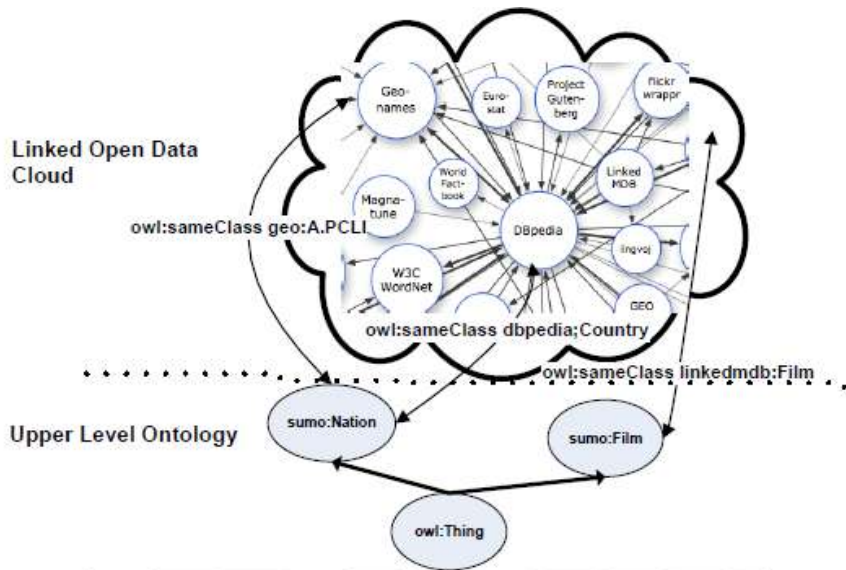 Geo-
names
Euro-
stat
Project
Guten-
berg
flickr
wrappr
Linked Open Data
Cloud
World
Fact-
book
Linked
MDB
Magna-
tune
owl:sameClass geo:A.PCLI
DBpedia
lingvoj
W3C
WordNet
GEO
owl:sameClass dbpedia;Country
owl:sameClass linkedmdb:Film
Upper Level Ontology
sumo:Nation
sumo:Film
owl:Thing